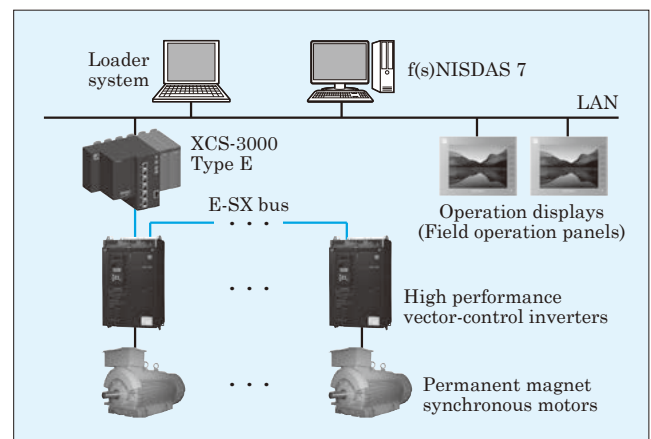 Loader
system
f(s)NISDAS 7
LAN
XCS-3000
Type E
E-SX bus
Operation displays
(Field operation panels)
High performance
vector-control inverters
Permanent magnet
synchronous motors